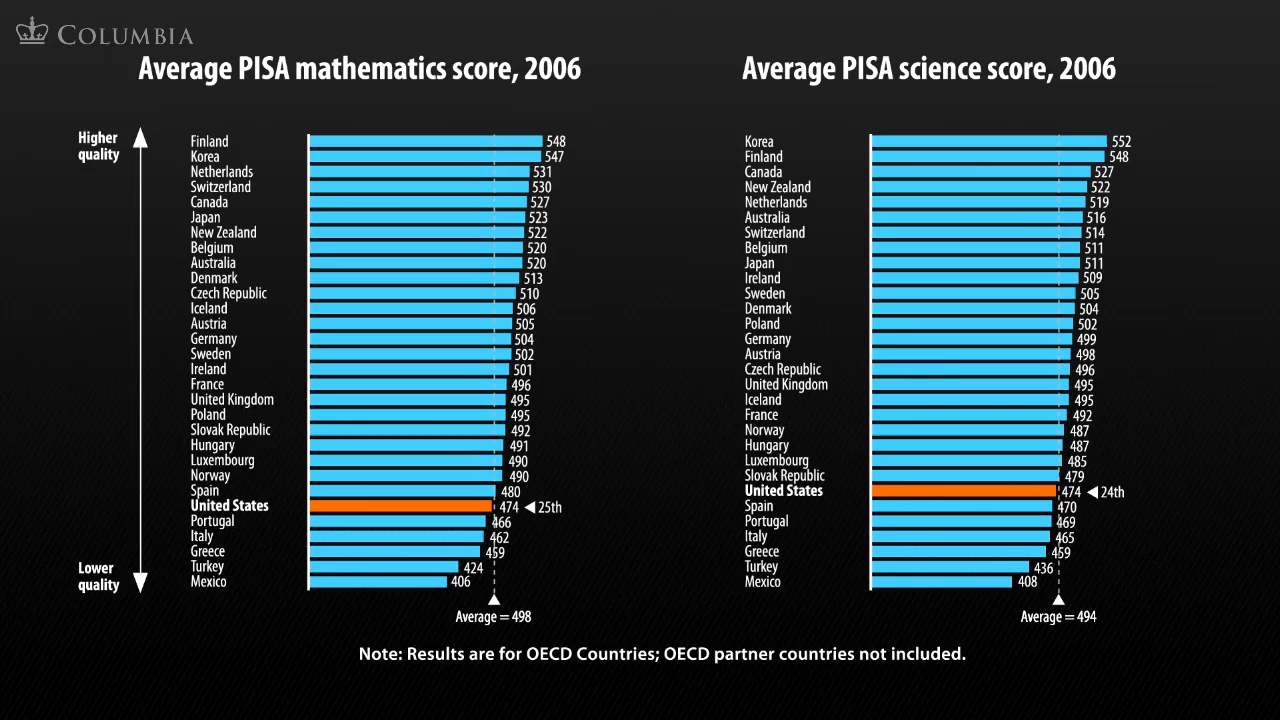 COLUMBIA
Average PISA mathematics score, 2006
Higher
quality
Finland 548
Korea 547
Netherlands 531
Switzerland 530
Canada 527
Japan 523
New Zealand 522
Belgium 520
Australia 520
Denmark 513
Czech Republic 510
Iceland 506
Austria 505
Germany 504
Sweden 502
Ireland 501
France 496
United Kingdom 495
Poland 495
Slovak Republic 492
Hungary 491
Luxembourg 490
Norway 490
Spain 480
United States 474 ◀ 25th
Portugal 466
Italy 462
Greece 459
Turkey 424
Mexico 406
Lower
quality
Average = 498
Average PISA science score, 2006
Korea 552
Finland 548
Canada 527
New Zealand 522
Netherlands 519
Australia 516
Switzerland 514
Belgium 511
Japan 511
Ireland 509
Sweden 505
Denmark 504
Poland 502
Germany 499
Austria 498
Czech Republic 496
United Kingdom 495
Iceland 495
France 492
Norway 487
Hungary 487
Luxembourg 485
Slovak Republic 479
United States 474 ◀ 24th
Spain 470
Portugal 469
Italy 465
Greece 459
Turkey 436
Mexico 408
Average = 494
Note: Results are for OECD Countries; OECD partner countries not included.